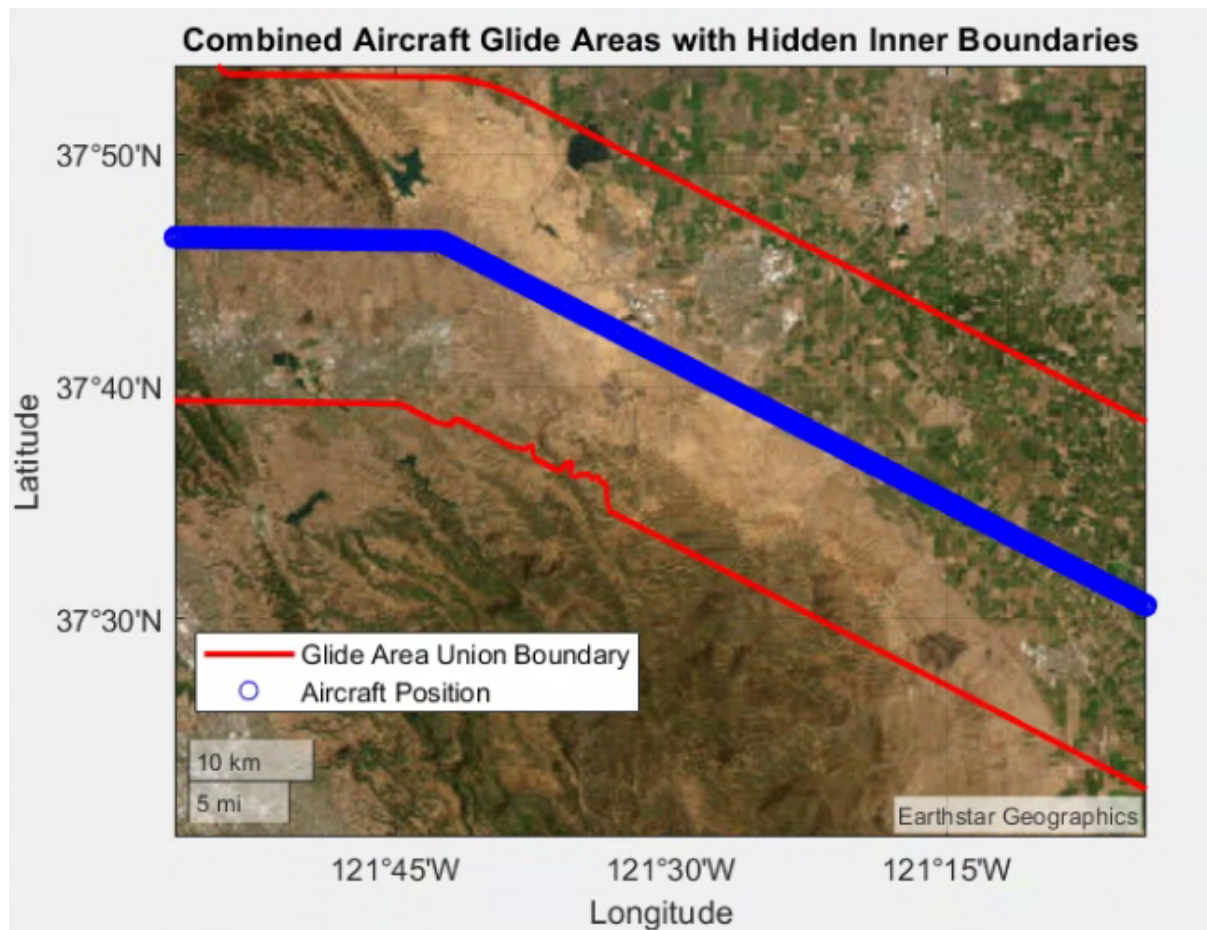 Combined Aircraft Glide Areas with Hidden Inner Boundaries
37°50'N
37°40'N
37°30'N
Latitude
Glide Area Union Boundary
Aircraft Position
10 km
5 mi
Earthstar Geographics
121°45'W
121°30'W
121°15'W
Longitude